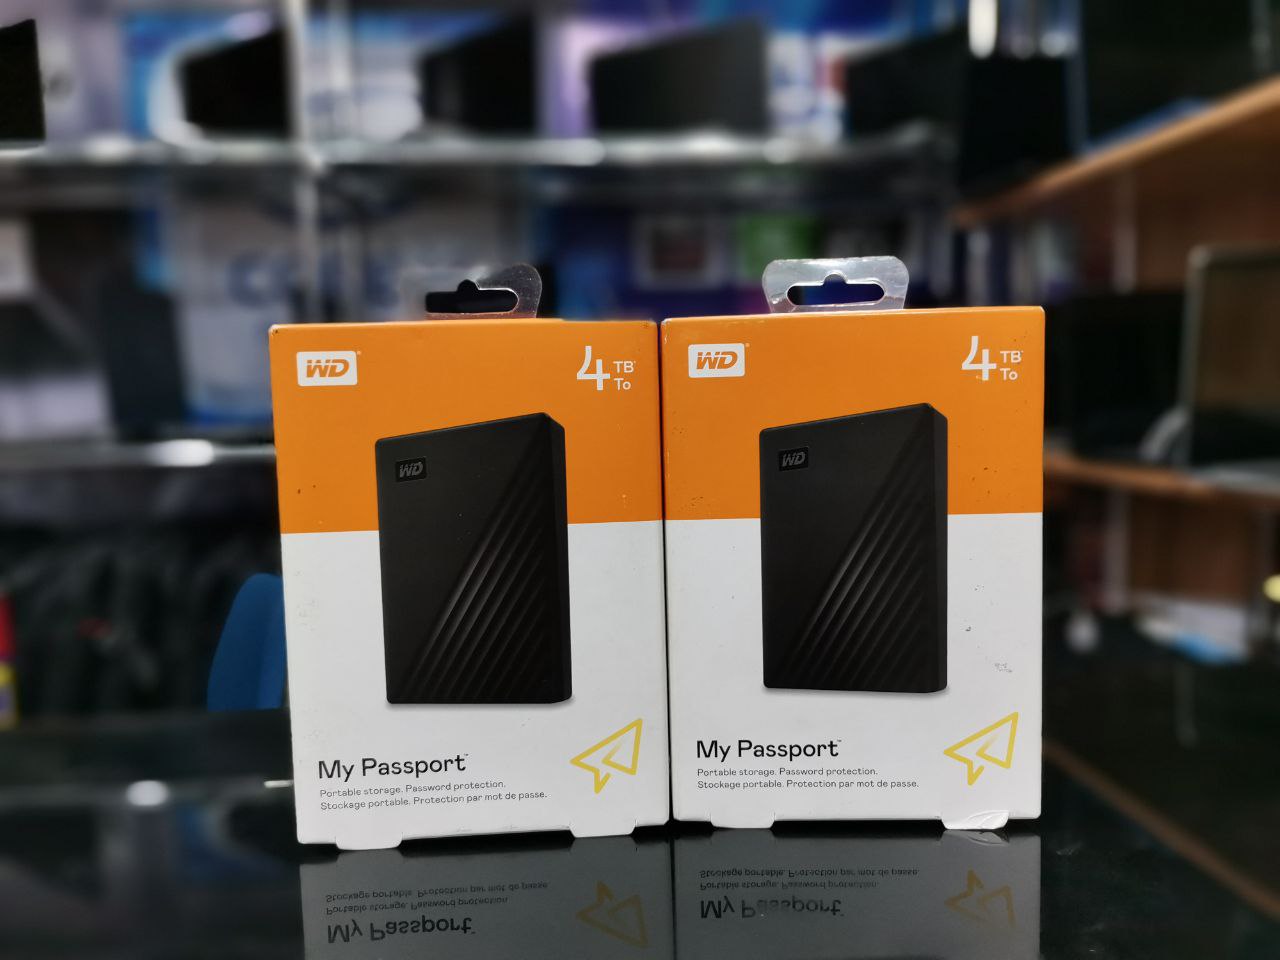 WD
4 TB
To
WD
My Passport™
Portable storage. Password protection.
Stockage portable. Protection par mot de passe.
WD
4 TB
To
WD
My Passport™
Portable storage. Password protection.
Stockage portable. Protection par mot de passe.